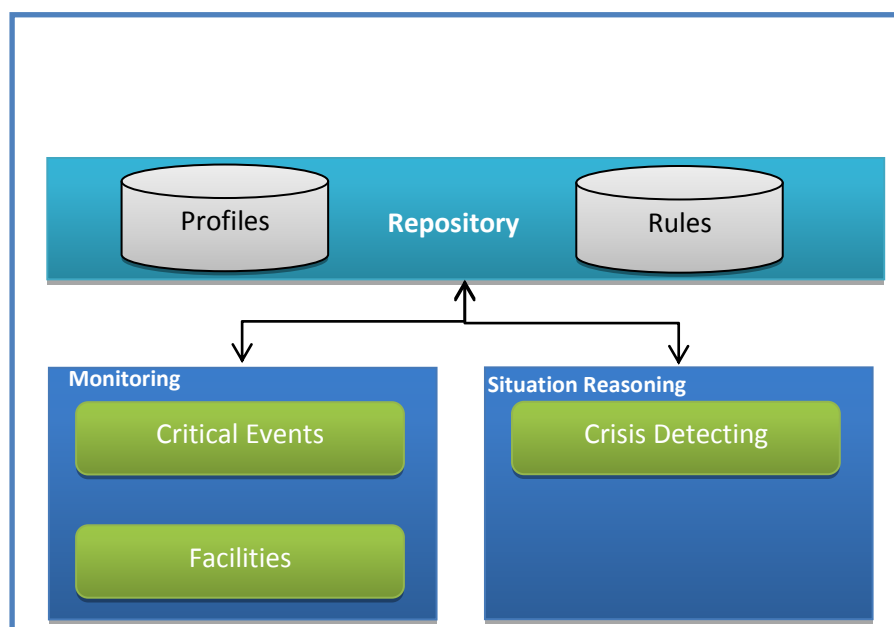 Profiles
Repository
Rules
Monitoring
Critical Events
Facilities
Situation Reasoning
Crisis Detecting